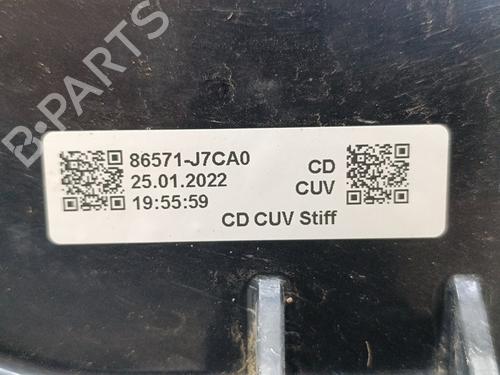 B-PARTS
86571-J7CA0
25.01.2022
19:55:59
CD
CUV
CD CUV Stiff